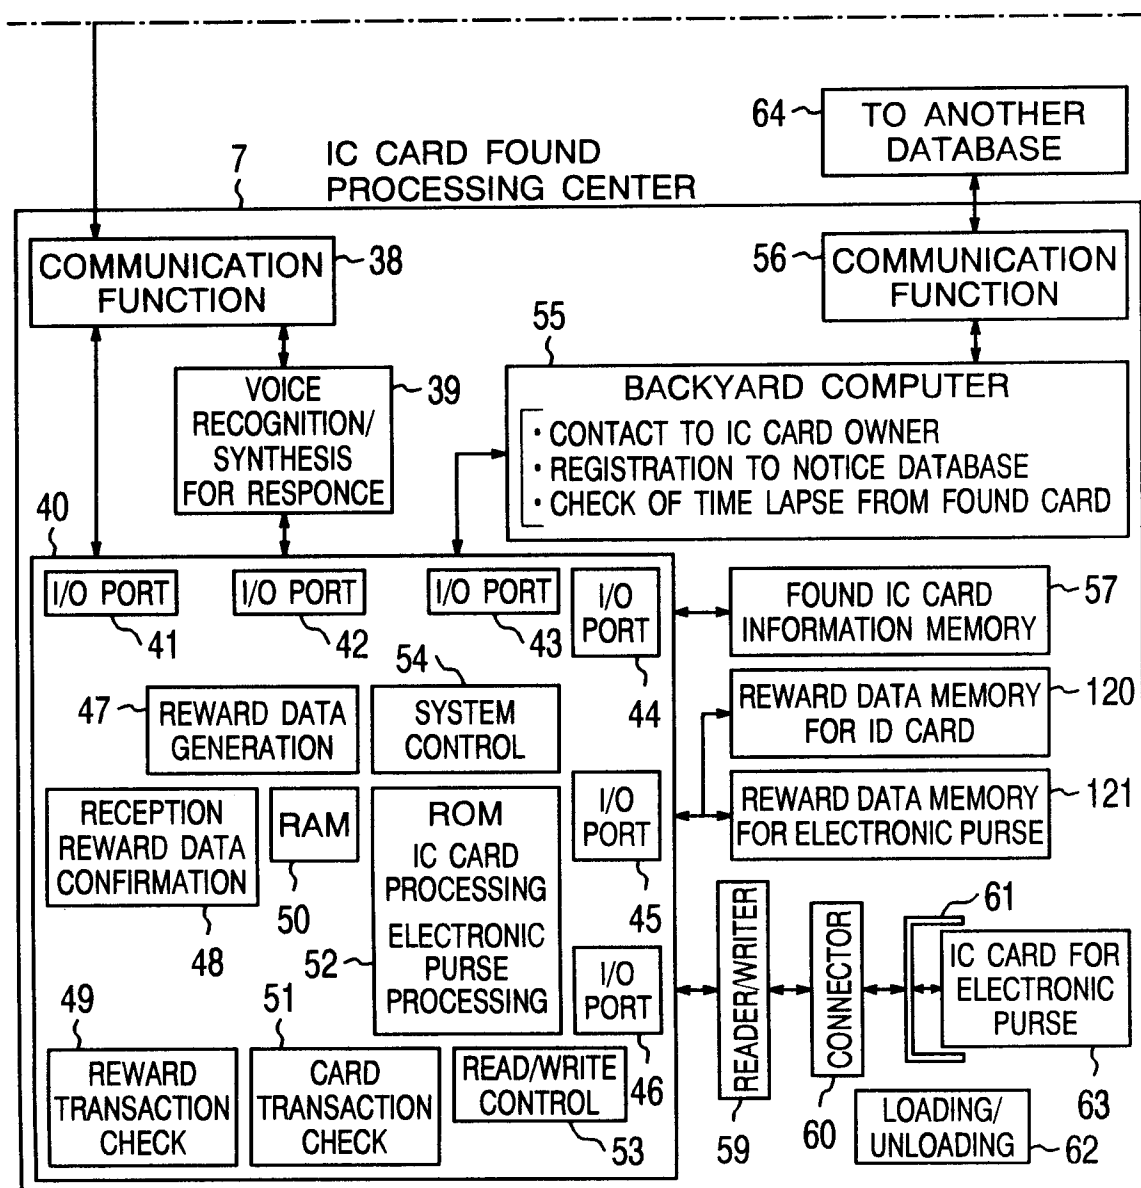 64
TO ANOTHER
DATABASE
7
IC CARD FOUND
PROCESSING CENTER
COMMUNICATION
FUNCTION
38
56
COMMUNICATION
FUNCTION
VOICE
RECOGNITION/
SYNTHESIS
FOR RESPONCE
39
55
BACKYARD COMPUTER
· CONTACT TO IC CARD OWNER
· REGISTRATION TO NOTICE DATABASE
· CHECK OF TIME LAPSE FROM FOUND CARD
40
I/O PORT
41
I/O PORT
42
I/O PORT
43
I/O
PORT
44
FOUND IC CARD
INFORMATION MEMORY
57
47
REWARD DATA
GENERATION
54
SYSTEM
CONTROL
REWARD DATA MEMORY
FOR ID CARD
120
RECEPTION
REWARD DATA
CONFIRMATION
48
RAM
50
ROM
IC CARD
PROCESSING
ELECTRONIC
PURSE
PROCESSING
52
I/O
PORT
45
REWARD DATA MEMORY
FOR ELECTRONIC PURSE
121
I/O
PORT
46
READER/WRITER
59
CONNECTOR
60
61
IC CARD FOR
ELECTRONIC
PURSE
63
49
REWARD
TRANSACTION
CHECK
51
CARD
TRANSACTION
CHECK
READ/WRITE
CONTROL
53
LOADING/
UNLOADING
62